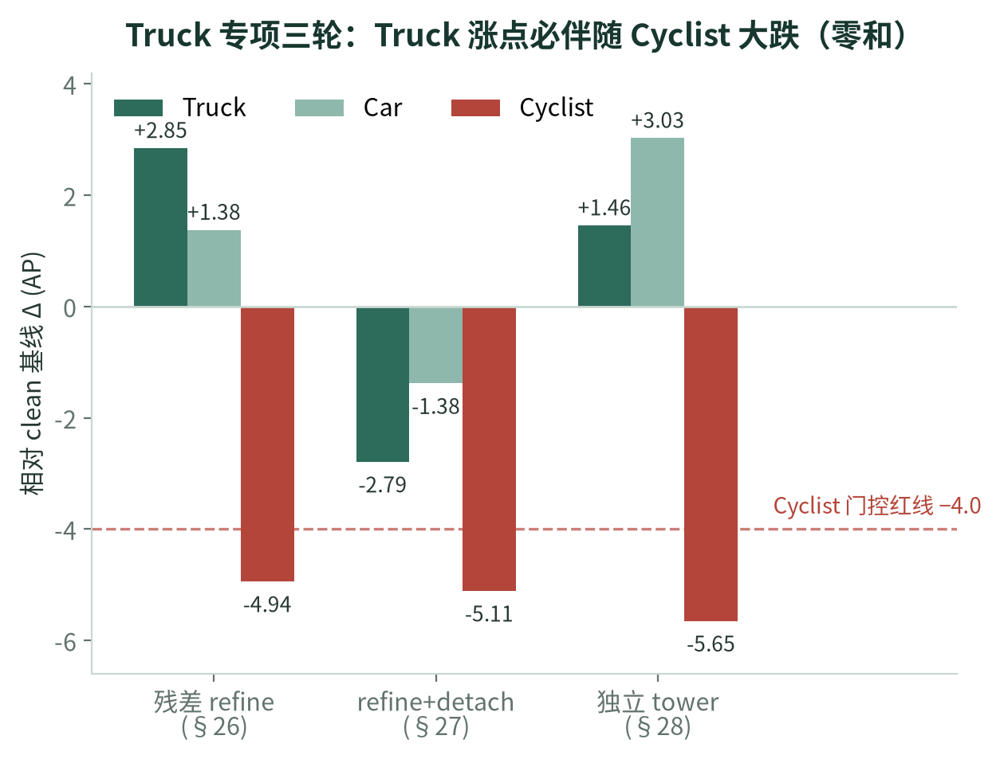 Truck 专项三轮：Truck 涨点必伴随 Cyclist 大跌（零和）
相对 clean 基线 Δ (AP)
4
2
0
-2
-4
-6
Truck
Car
Cyclist
+2.85
+1.38
-4.94
-2.79
-1.38
-5.11
+1.46
+3.03
-5.65
Cyclist 门控红线 −4.0
残差 refine
(§26)
refine+detach
(§27)
独立 tower
(§28)